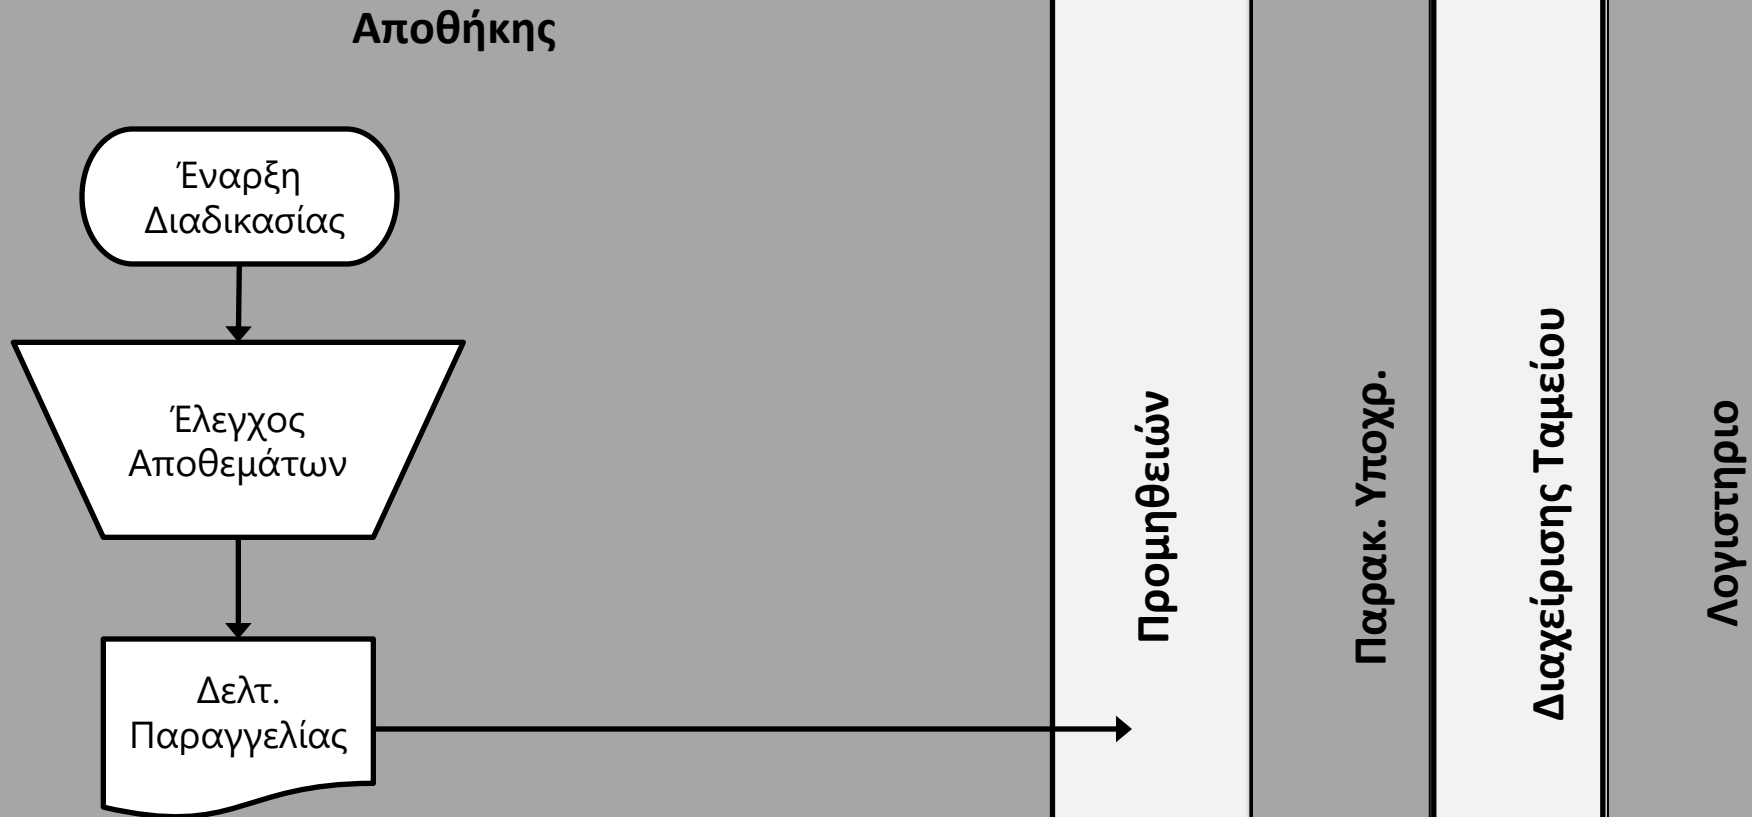 Αποθήκης
Έναρξη
Διαδικασίας
Έλεγχος
Αποθεμάτων
Δελτ.
Παραγγελίας
Προμηθειών
Παρακ. Υποχρ.
Διαχείρισης Ταμείου
Λογιστηριο